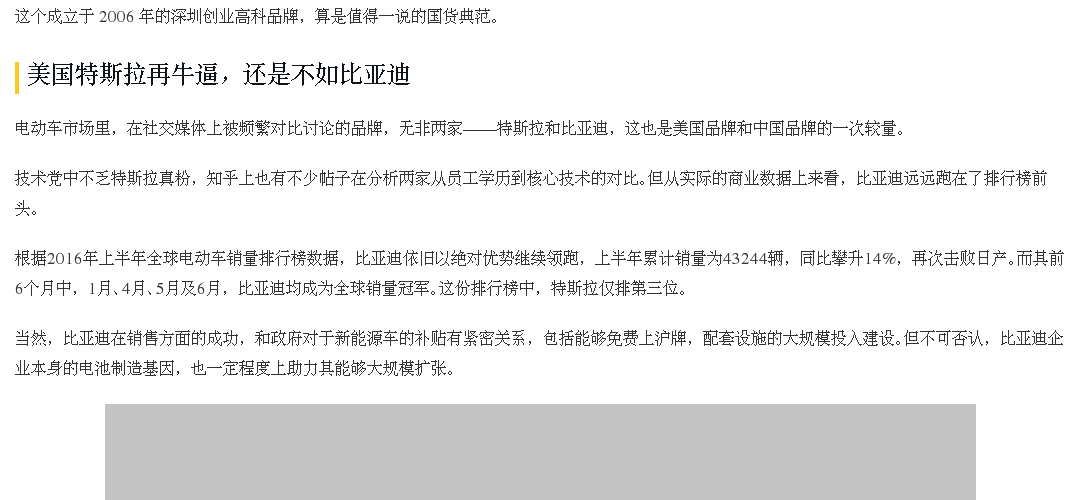 这个成立于 2006 年的深圳创业高科品牌，算是值得一说的国货典范。
美国特斯拉再牛逼，还是不如比亚迪
电动车市场里，在社交媒体上被频繁对比讨论的品牌，无非两家——特斯拉和比亚迪，这也是美国品牌和中国品牌的一次较量。
技术党中不乏特斯拉真粉，知乎上也有不少帖子在分析两家从员工学历到核心技术的对比。但从实际的商业数据上来看，比亚迪远远跑在了排行榜前
头。
根据2016年上半年全球电动车销量排行榜数据，比亚迪依旧以绝对优势继续领跑，上半年累计销量为43244辆，同比攀升14%，再次击败日产。而其前
6个月中，1月、4月、5月及6月，比亚迪均成为全球销量冠军。这份排行榜中，特斯拉仅排第三位。
当然，比亚迪在销售方面的成功，和政府对于新能源车的补贴有紧密关系，包括能够免费上沪牌，配套设施的大规模投入建设。但不可否认，比亚迪企
业本身的电池制造基因，也一定程度上助力其能够大规模扩张。